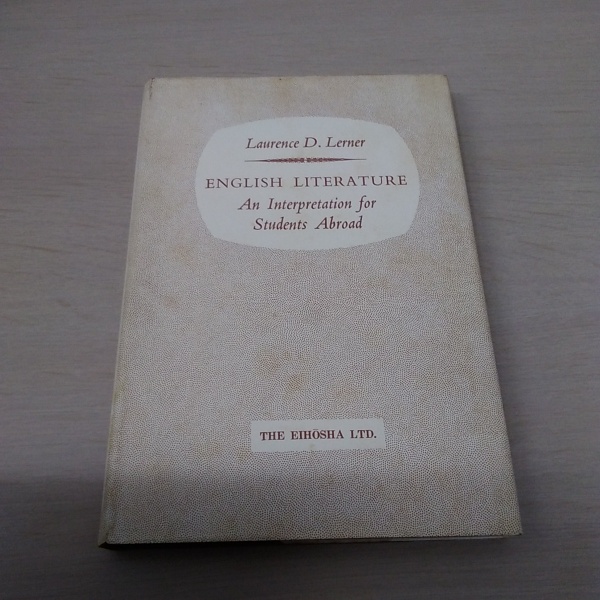 Laurence D. Lerner
ENGLISH LITERATURE
An Interpretation for
Students Abroad
THE EIHŌSHA LTD.